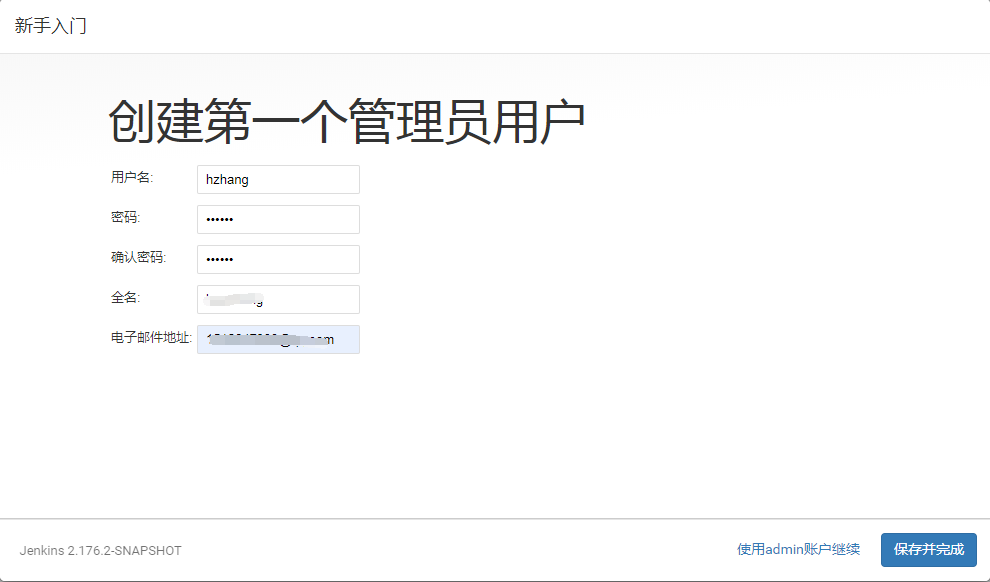 新手入门
创建第一个管理员用户
用户名: hzhang
密码: ••••••
确认密码: ••••••
全名:
电子邮件地址:
Jenkins 2.176.2-SNAPSHOT
使用admin账户继续
保存并完成